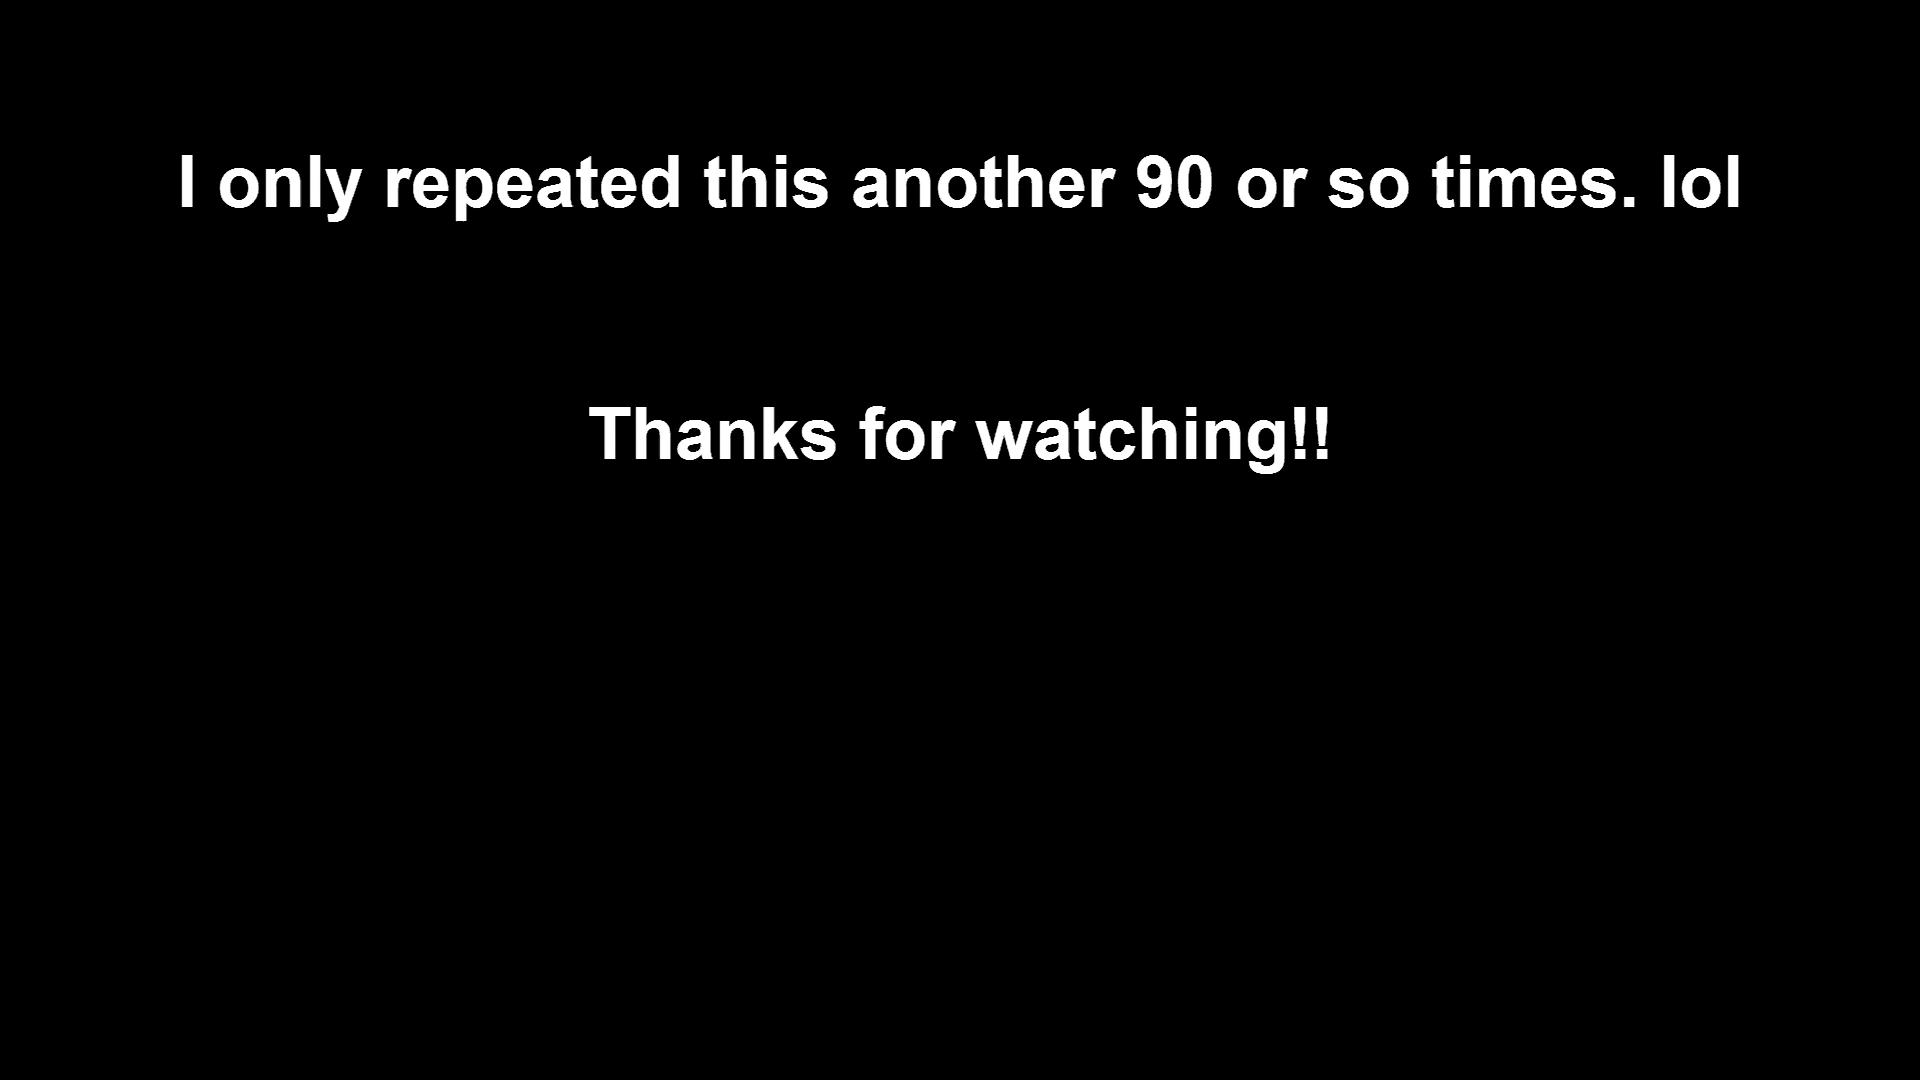 I only repeated this another 90 or so times. lol
Thanks for watching!!